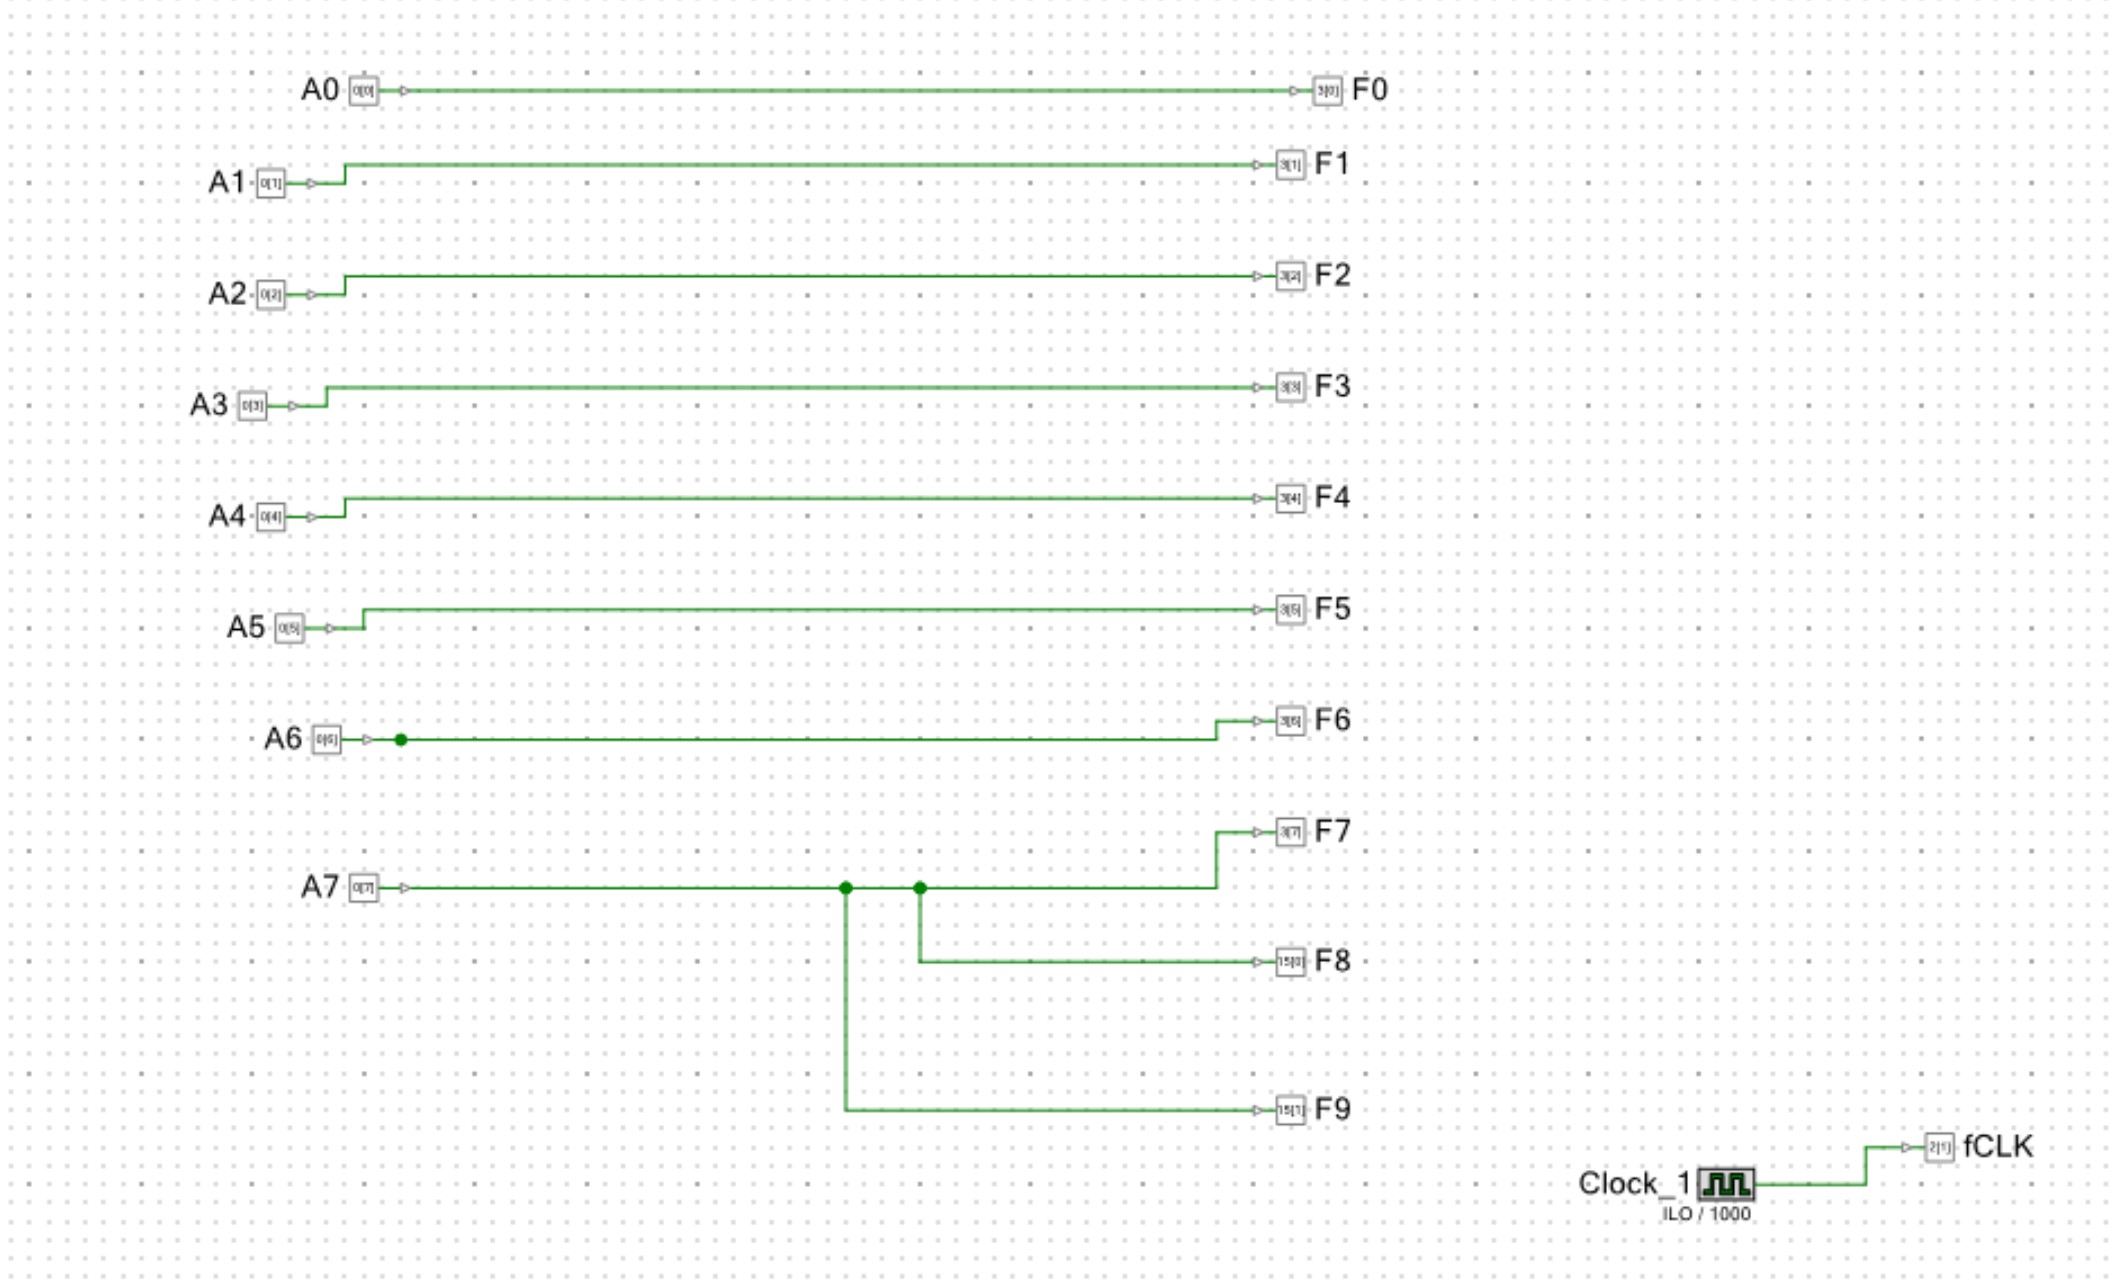 A0 0[0] 3[0] F0
A1 0[1] 3[1] F1
A2 0[2] 3[2] F2
A3 0[3] 3[3] F3
A4 0[4] 3[4] F4
A5 0[5] 3[5] F5
A6 0[6] 3[6] F6
3[7] F7
A7 0[7]
15[0] F8
15[1] F9
2[1] fCLK
Clock_1
ILO / 1000